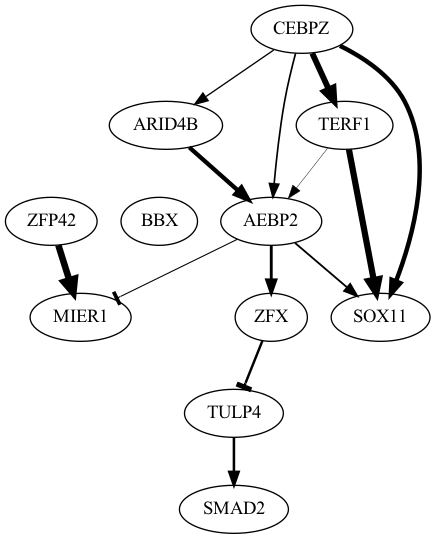 CEBPZ
ARID4B
TERF1
ZFP42
BBX
AEBP2
MIER1
ZFX
SOX11
TULP4
SMAD2